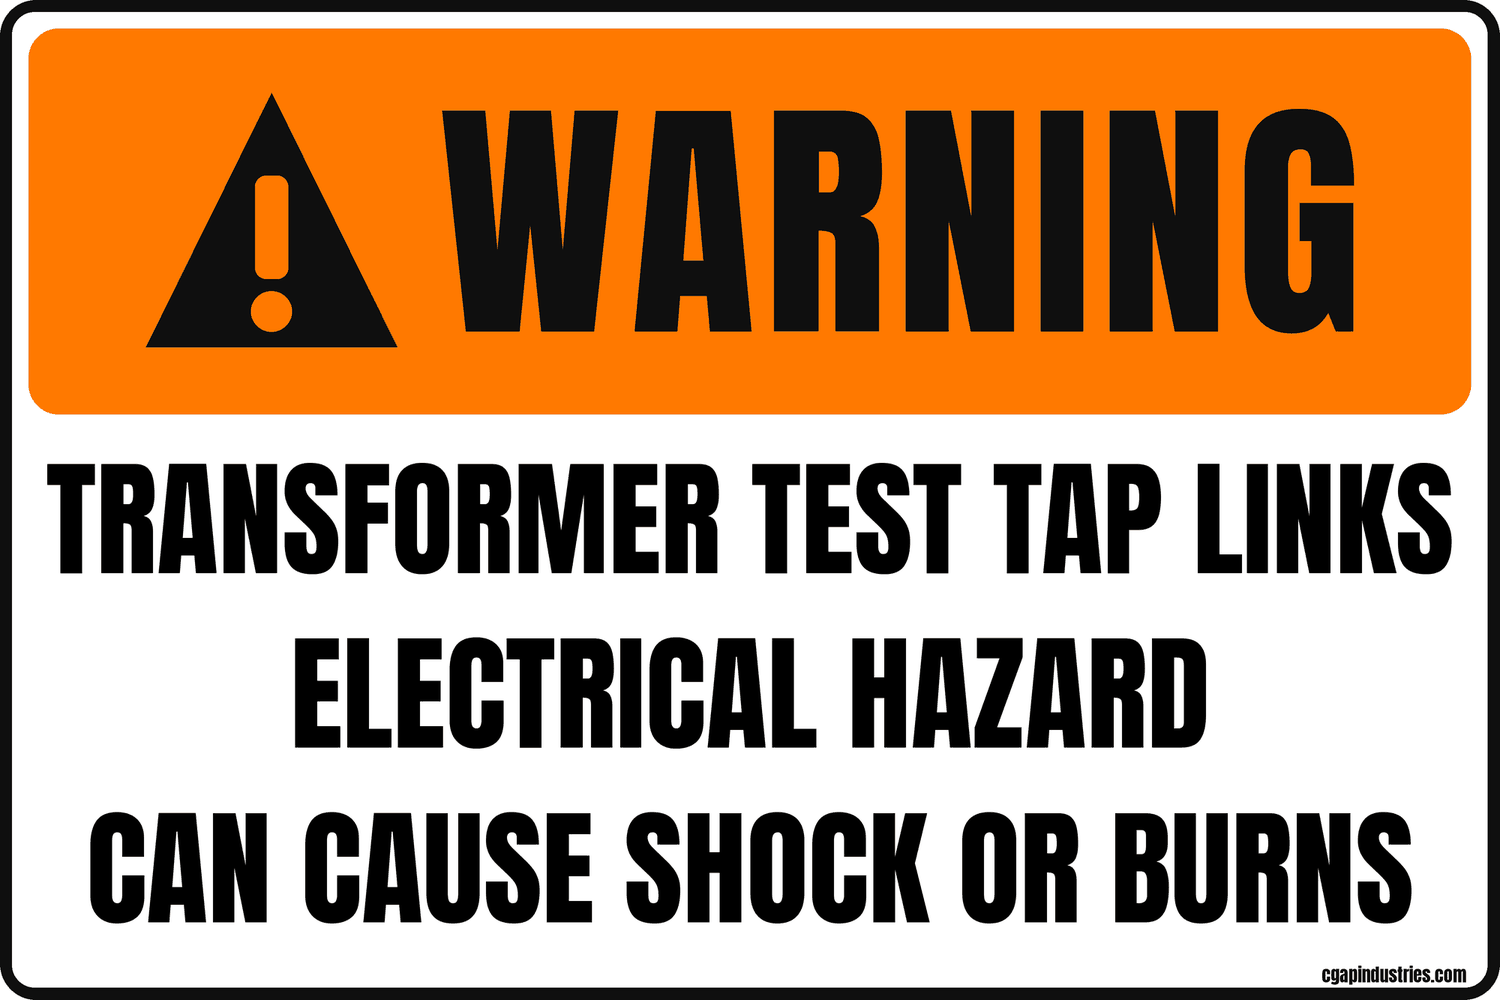 WARNING
TRANSFORMER TEST TAP LINKS
ELECTRICAL HAZARD
CAN CAUSE SHOCK OR BURNS
cgapindustries.com